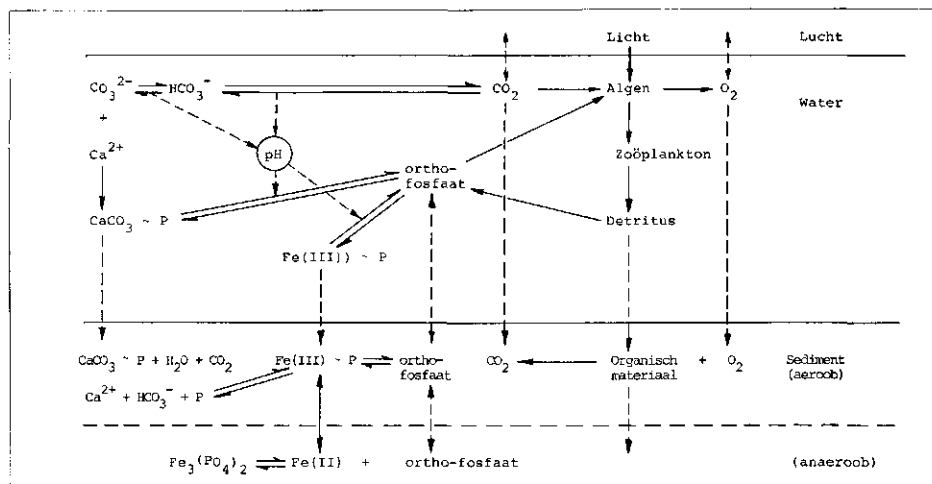 Licht Lucht
CO₃²⁻ HCO₃⁻ CO₂ Algen O₂
Water
+
Ca²⁺ pH Zoöplankton
ortho-
fosfaat
CaCO₃ ~ P Detritus
Fe(III)) ~ P
CaCO₃ ~ P + H₂O + CO₂ Fe(III) ~ P ortho- CO₂ Organisch + O₂ Sediment
fosfaat materiaal (aeroob)
Ca²⁺ + HCO₃⁻ + P
Fe₃(PO₄)₂ Fe(II) + ortho-fosfaat (anaeroob)